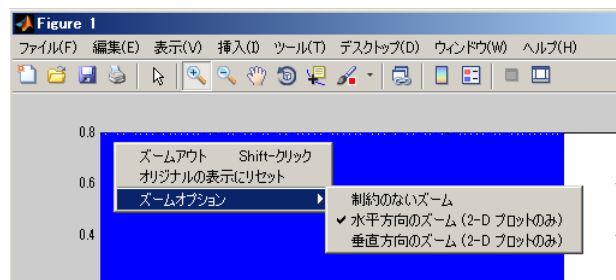 Figure 1
ファイル(F) 編集(E) 表示(V) 挿入(I) ツール(T) デスクトップ(D) ウィンドウ(W) ヘルプ(H)
0.8
ズームアウト Shift-クリック
オリジナルの表示にリセット
0.6
ズームオプション
制約のないズーム
✔ 水平方向のズーム (2-D プロットのみ)
0.4
垂直方向のズーム (2-D プロットのみ)